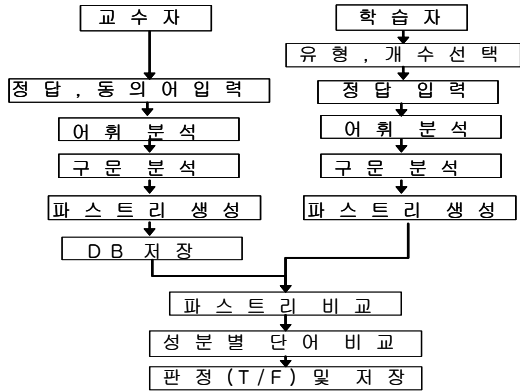 교 수 자
정 답 , 동 의 어 입 력
어 휘 분 석
구 문 분 석
파 스 트 리 생 성
D B 저 장
학 습 자
유 형 , 개 수 선 택
정 답 입 력
어 휘 분 석
구 문 분 석
파 스 트 리 생 성
파 스 트 리 비 교
성 분 별 단 어 비 교
판 정 ( T / F ) 및 저 장